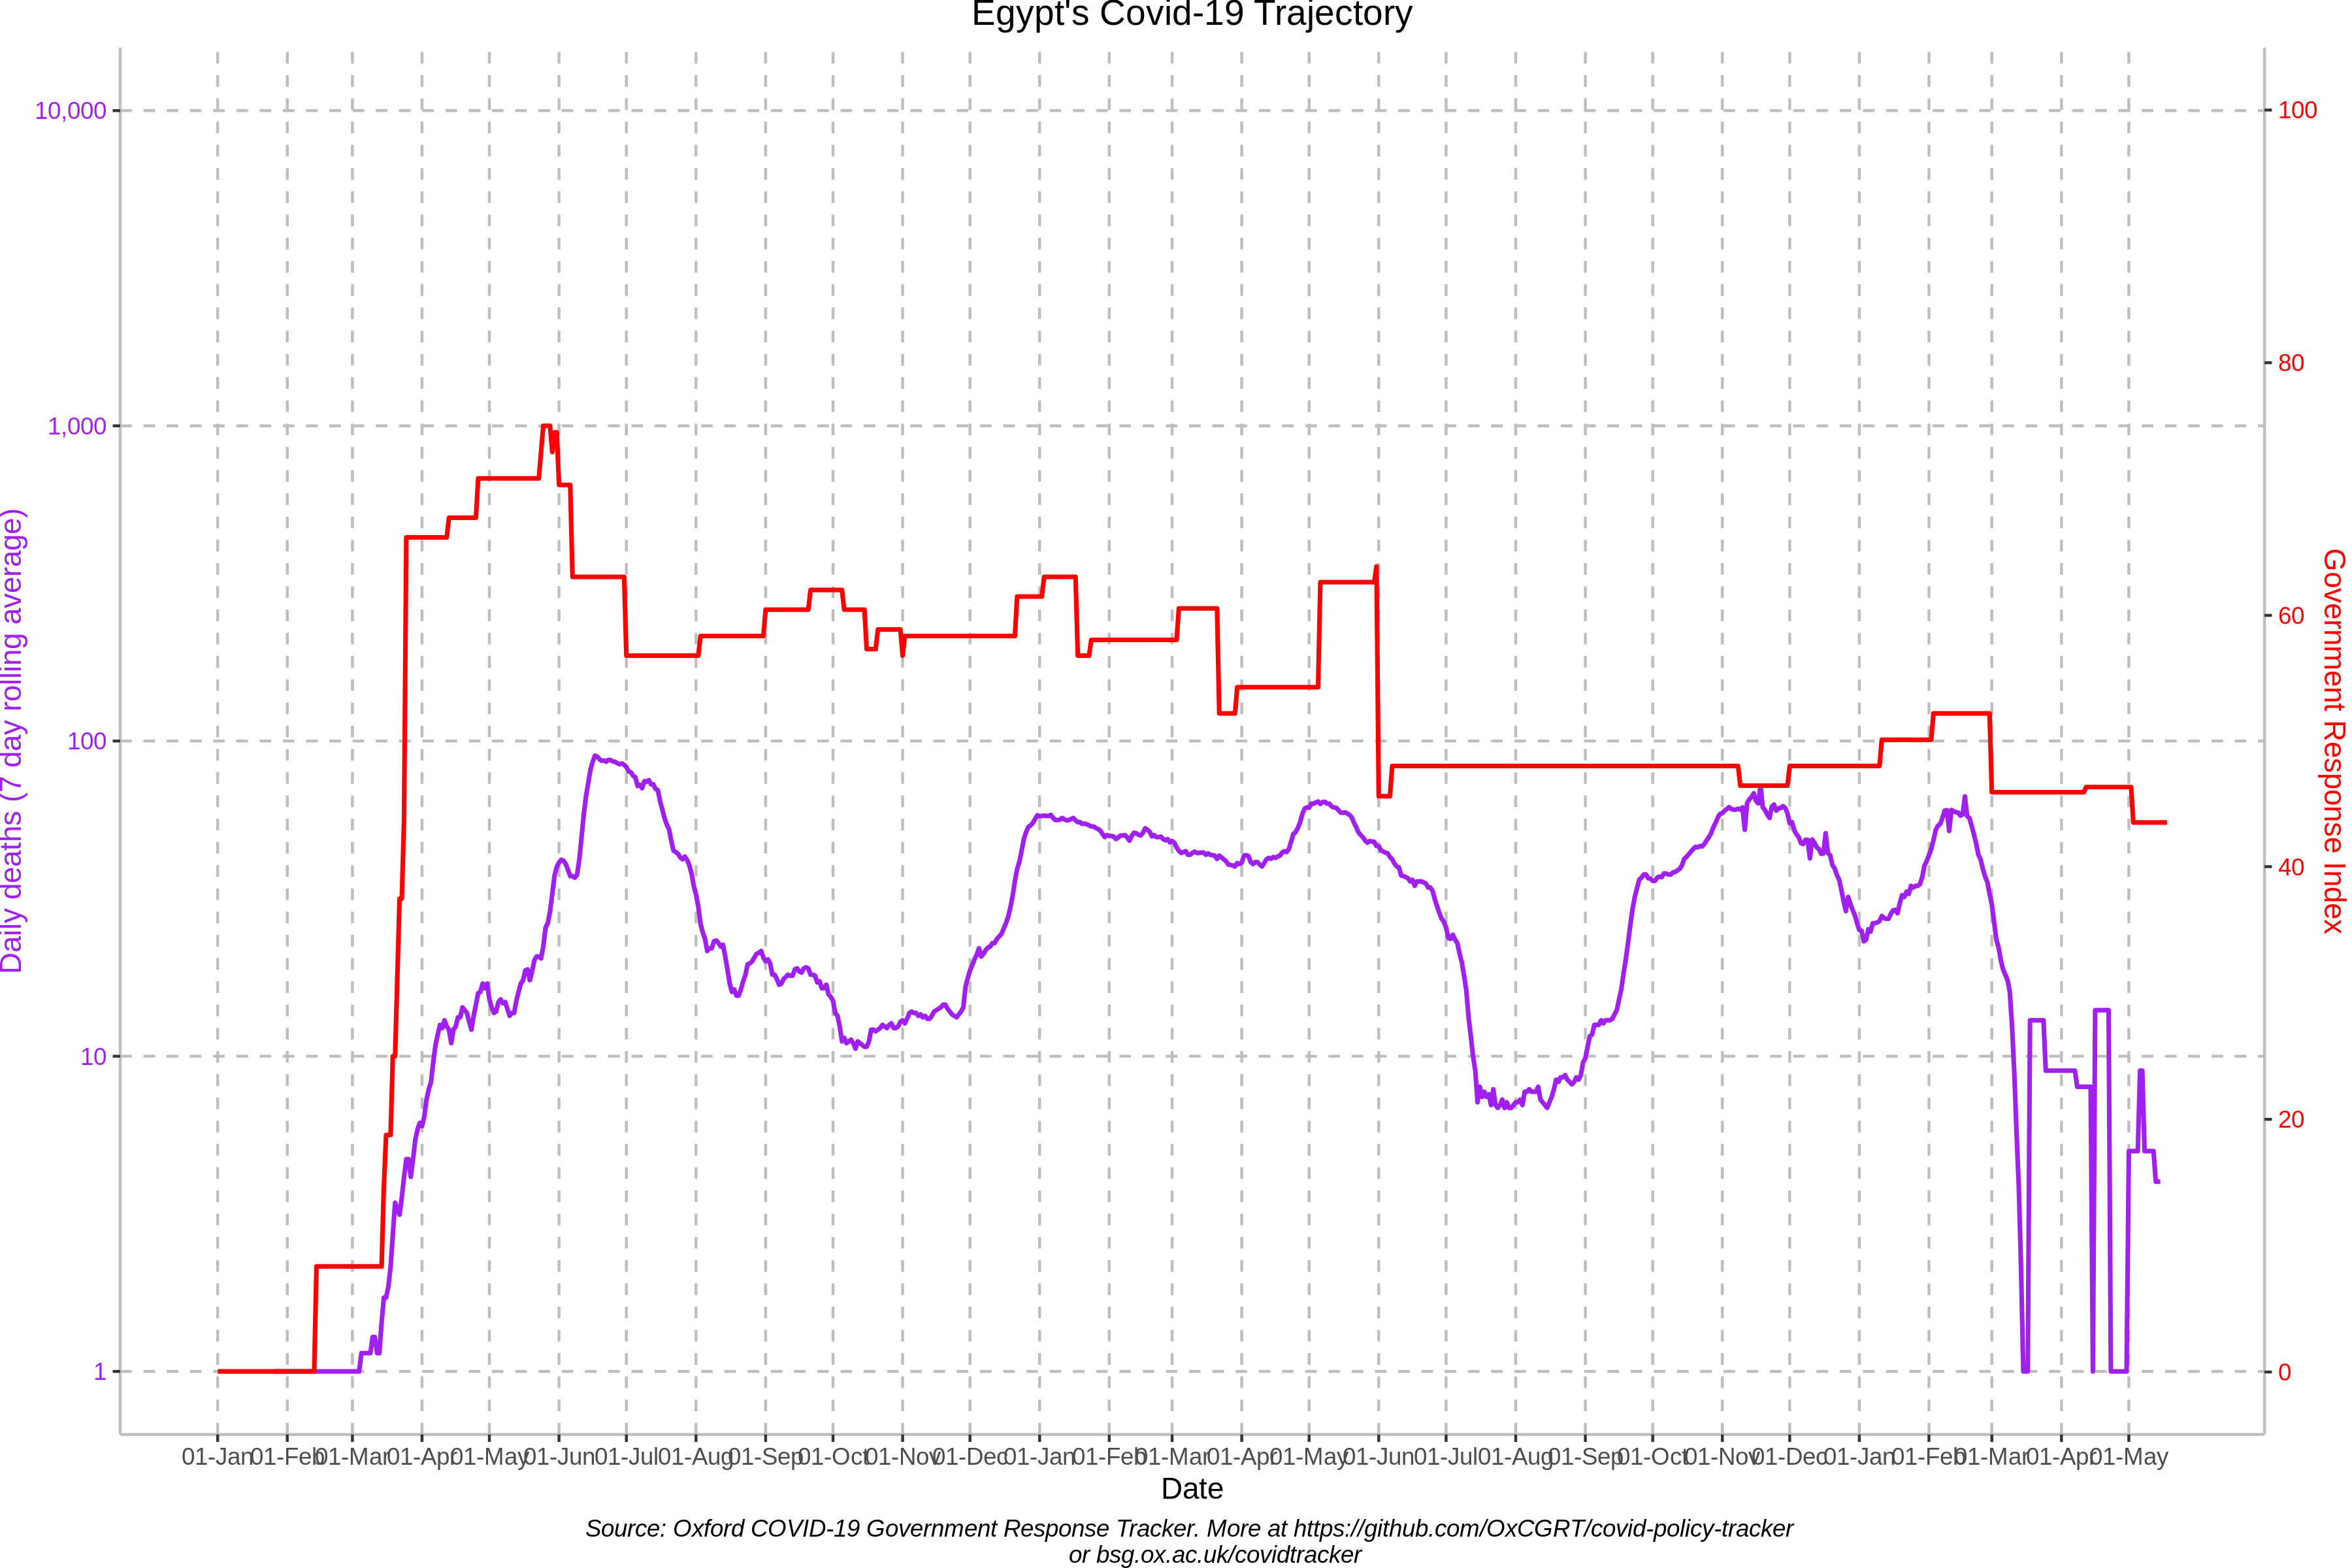 Egypt's Covid-19 Trajectory
10,000
1,000
100
10
1
Daily deaths (7 day rolling average)
100
80
60
40
20
0
Government Response Index
01-Jan 01-Feb 01-Mar 01-Apr 01-May 01-Jun 01-Jul 01-Aug 01-Sep 01-Oct 01-Nov 01-Dec 01-Jan 01-Feb 01-Mar 01-Apr 01-May 01-Jun 01-Jul 01-Aug 01-Sep 01-Oct 01-Nov 01-Dec 01-Jan 01-Feb 01-Mar 01-Apr 01-May
Date
Source: Oxford COVID-19 Government Response Tracker. More at https://github.com/OxCGRT/covid-policy-tracker
or bsg.ox.ac.uk/covidtracker